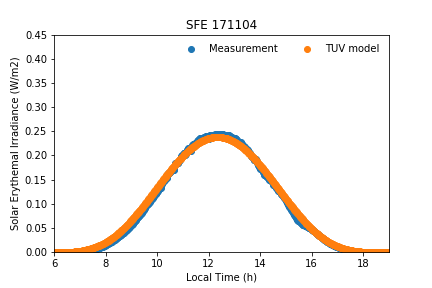 SFE 171104
Measurement
TUV model
Solar Erythemal Irradiance (W/m2)
0.45
0.40
0.35
0.30
0.25
0.20
0.15
0.10
0.05
0.00
6 8 10 12 14 16 18
Local Time (h)